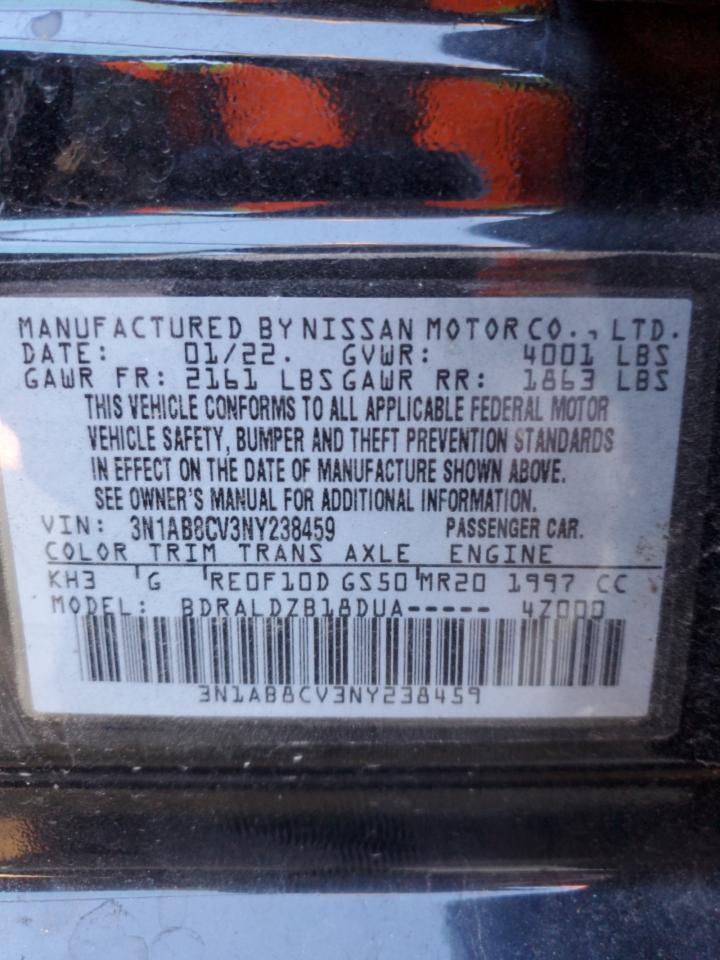 MANUFACTURED BY NISSAN MOTOR CO., LTD.
DATE: 01/22. GVWR: 4001 LBS
GAWR FR: 2161 LBS GAWR RR: 1863 LBS
THIS VEHICLE CONFORMS TO ALL APPLICABLE FEDERAL MOTOR
VEHICLE SAFETY, BUMPER AND THEFT PREVENTION STANDARDS
IN EFFECT ON THE DATE OF MANUFACTURE SHOWN ABOVE.
SEE OWNER'S MANUAL FOR ADDITIONAL INFORMATION.
VIN: 3N1AB8CV3NY238459 PASSENGER CAR.
COLOR TRIM TRANS AXLE ENGINE
KH3 G RE0F10D GS50 MR20 1997 CC
MODEL: BDRALDZB18DUA----- 4Z000
3N1AB8CV3NY238459